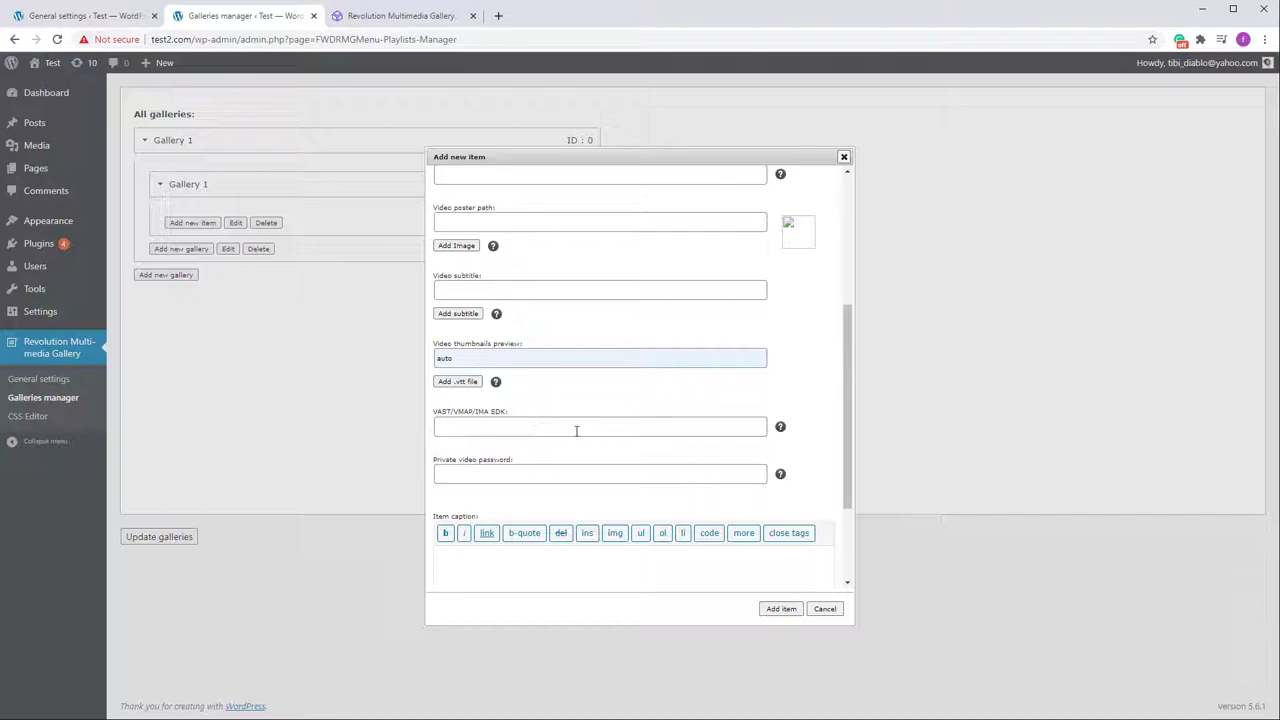 General settings ‹ Test — WordPr
Galleries manager ‹ Test — Wor
Revolution Multimedia Gallery
Not secure
test2.com/wp-admin/admin.php?page=FWDRMGMenu-Playlists-Manager
off
f
Test
10
0
New
Howdy, tibi_diablo@yahoo.com
Dashboard
Posts
Media
Pages
Comments
Appearance
Plugins 4
Users
Tools
Settings
Revolution Multi-
media Gallery
General settings
Galleries manager
CSS Editor
Collapse menu
All galleries:
Gallery 1
ID : 0
Gallery 1
Add new item
Edit
Delete
Add new gallery
Edit
Delete
Add new gallery
Update galleries
Add new item
?
Video poster path:
Add Image
?
Video subtitle:
Add subtitle
?
Video thumbnails preview:
auto
Add .vtt file
?
VAST/VMAP/IMA SDK:
?
Private video password:
?
Item caption:
b
i
link
b-quote
del
ins
img
ul
ol
li
code
more
close tags
Add item
Cancel
Thank you for creating with WordPress.
version 5.6.1